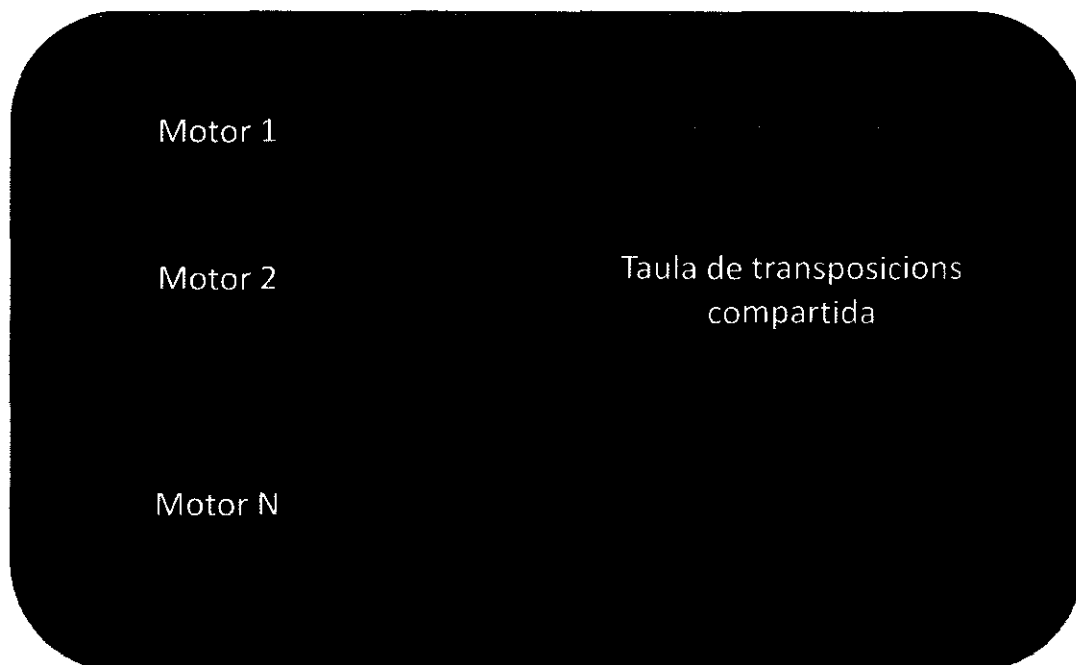 Motor 1
Motor 2
Taula de transposicions
compartida
Motor N